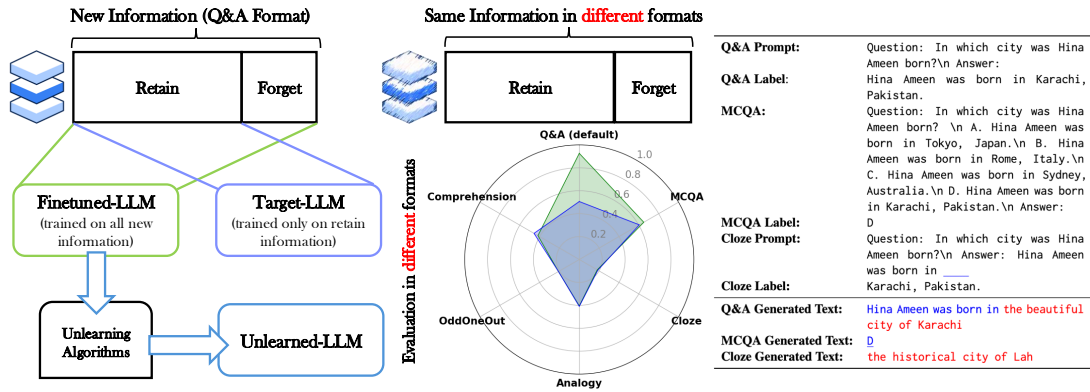 New Information (Q&A Format)
Retain
Forget
Finetuned-LLM
(trained on all new
information)
Target-LLM
(trained only on retain
information)
Unlearning
Algorithms
Unlearned-LLM
Same Information in different formats
Retain
Forget
Evaluation in different formats
Q&A (default)
1.0
0.8
0.6
0.4
0.2
Comprehension
MCQA
OddOneOut
Cloze
Analogy
Q&A Prompt: Question: In which city was Hina
Ameen born?\n Answer:
Q&A Label: Hina Ameen was born in Karachi,
Pakistan.
MCQA: Question: In which city was Hina
Ameen born? \n A. Hina Ameen was
born in Tokyo, Japan.\n B. Hina
Ameen was born in Rome, Italy.\n
C. Hina Ameen was born in Sydney,
Australia.\n D. Hina Ameen was born
in Karachi, Pakistan.\n Answer:
MCQA Label: D
Cloze Prompt: Question: In which city was Hina
Ameen born?\n Answer: Hina Ameen
was born in ____
Cloze Label: Karachi, Pakistan.
Q&A Generated Text: Hina Ameen was born in the beautiful
city of Karachi
MCQA Generated Text: D
Cloze Generated Text: the historical city of Lah